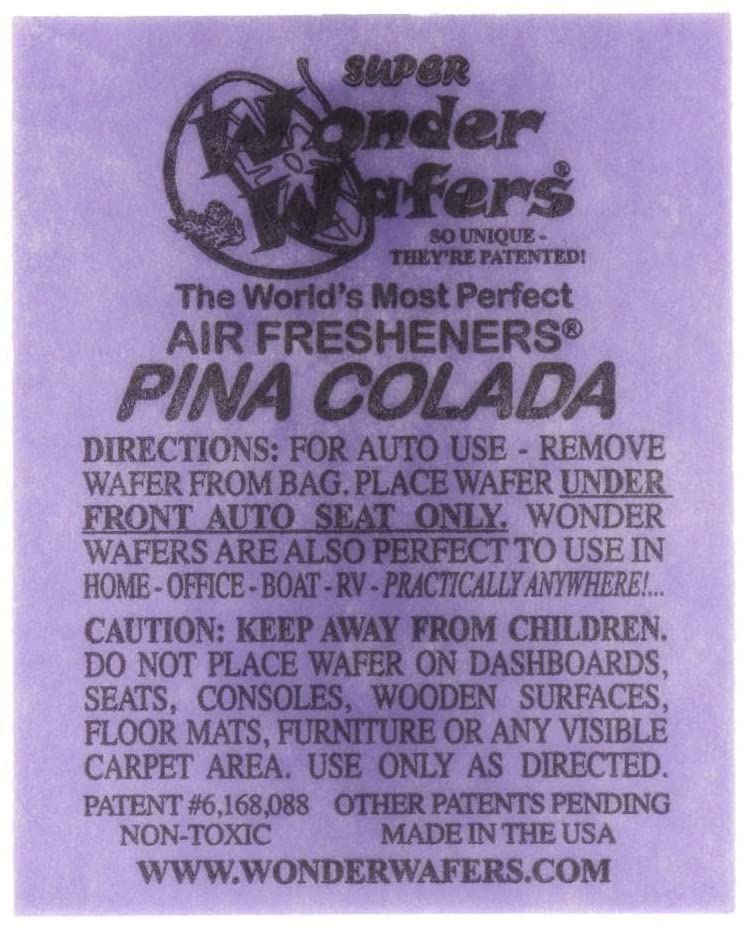 SUPER
Wonder
Wafers®
SO UNIQUE -
THEY'RE PATENTED!
The World's Most Perfect
AIR FRESHENERS®
PINA COLADA
DIRECTIONS: FOR AUTO USE - REMOVE
WAFER FROM BAG. PLACE WAFER UNDER
FRONT AUTO SEAT ONLY. WONDER
WAFERS ARE ALSO PERFECT TO USE IN
HOME - OFFICE - BOAT - RV - PRACTICALLY ANYWHERE!...
CAUTION: KEEP AWAY FROM CHILDREN.
DO NOT PLACE WAFER ON DASHBOARDS,
SEATS, CONSOLES, WOODEN SURFACES,
FLOOR MATS, FURNITURE OR ANY VISIBLE
CARPET AREA. USE ONLY AS DIRECTED.
PATENT #6,168,088 OTHER PATENTS PENDING
NON-TOXIC MADE IN THE USA
WWW.WONDERWAFERS.COM